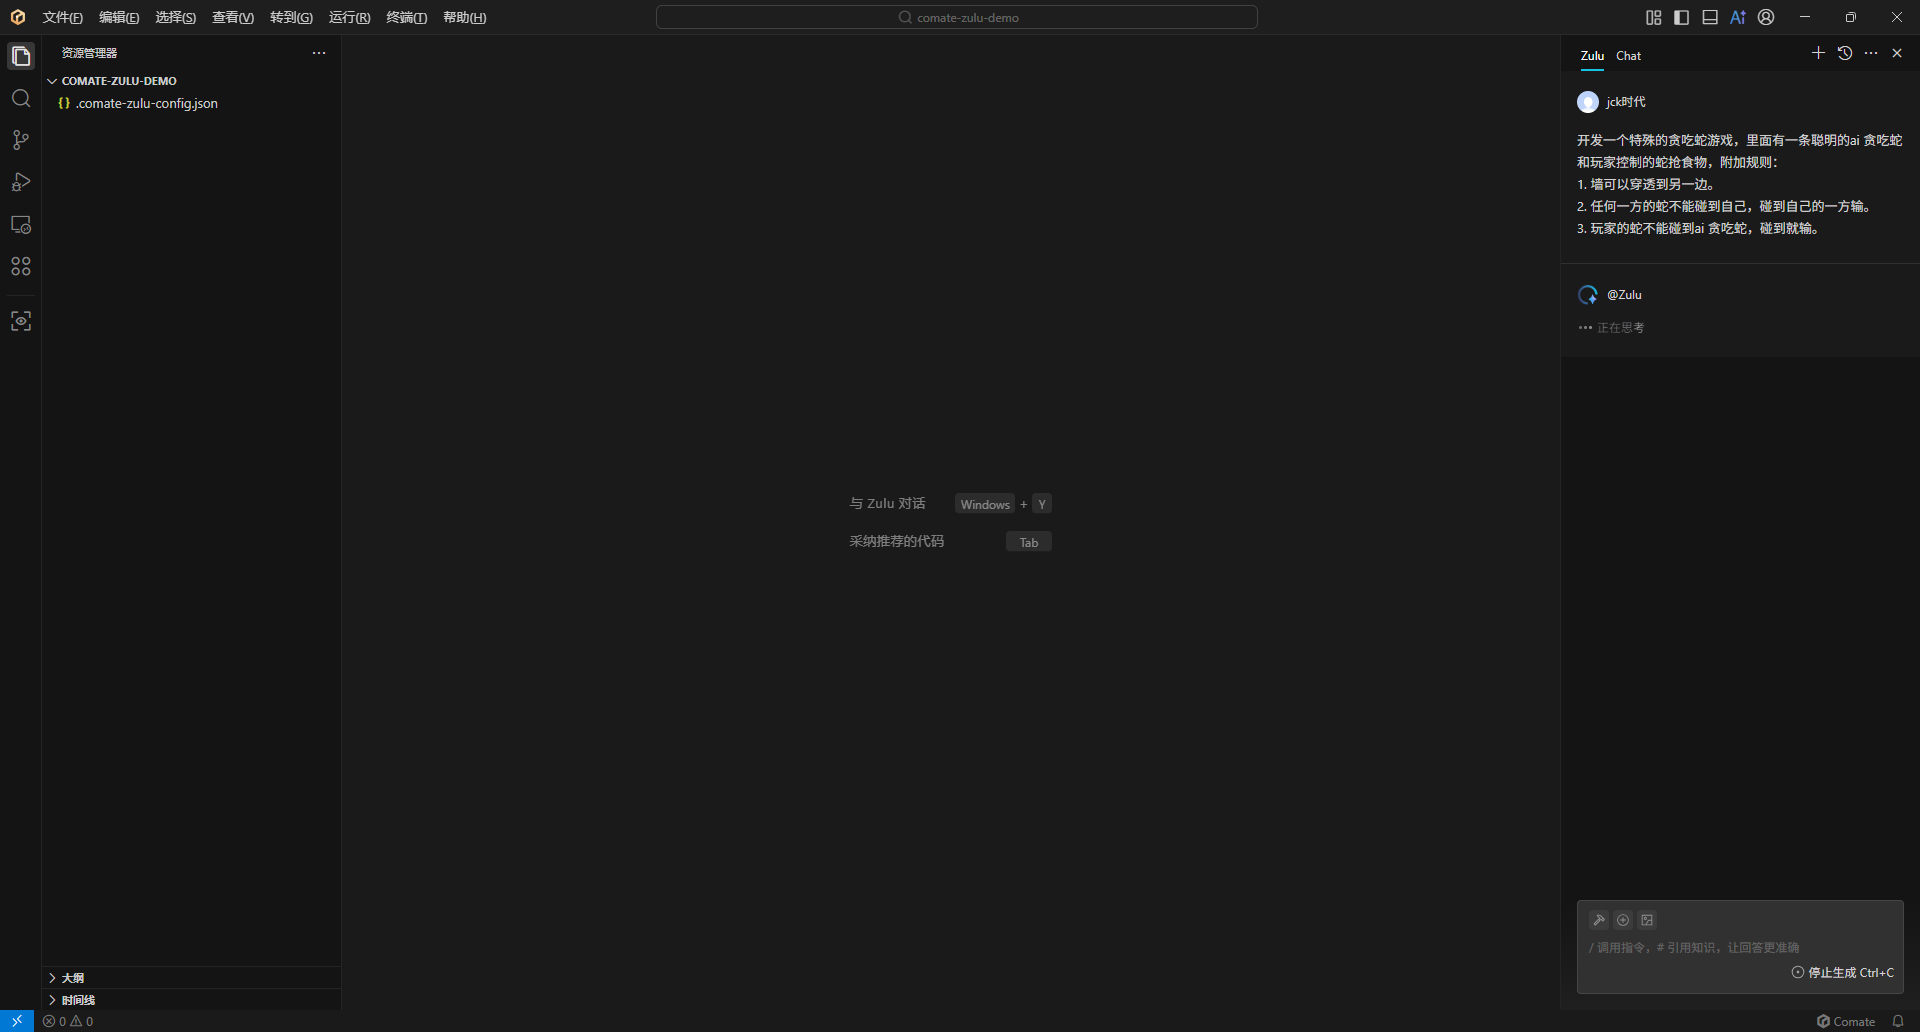 文件(F) 编辑(E) 选择(S) 查看(V) 转到(G) 运行(R) 终端(T) 帮助(H)
comate-zulu-demo
资源管理器
COMATE-ZULU-DEMO
{} .comate-zulu-config.json
与 Zulu 对话 Windows + Y
采纳推荐的代码 Tab
Zulu Chat
jck时代
开发一个特殊的贪吃蛇游戏，里面有一条聪明的ai 贪吃蛇
和玩家控制的蛇抢食物，附加规则：
1. 墙可以穿透到另一边。
2. 任何一方的蛇不能碰到自己，碰到自己的一方输。
3. 玩家的蛇不能碰到ai 贪吃蛇，碰到就输。
@Zulu
正在思考
/ 调用指令，# 引用知识，让回答更准确
停止生成 Ctrl+C
大纲
时间线
0 0
Comate